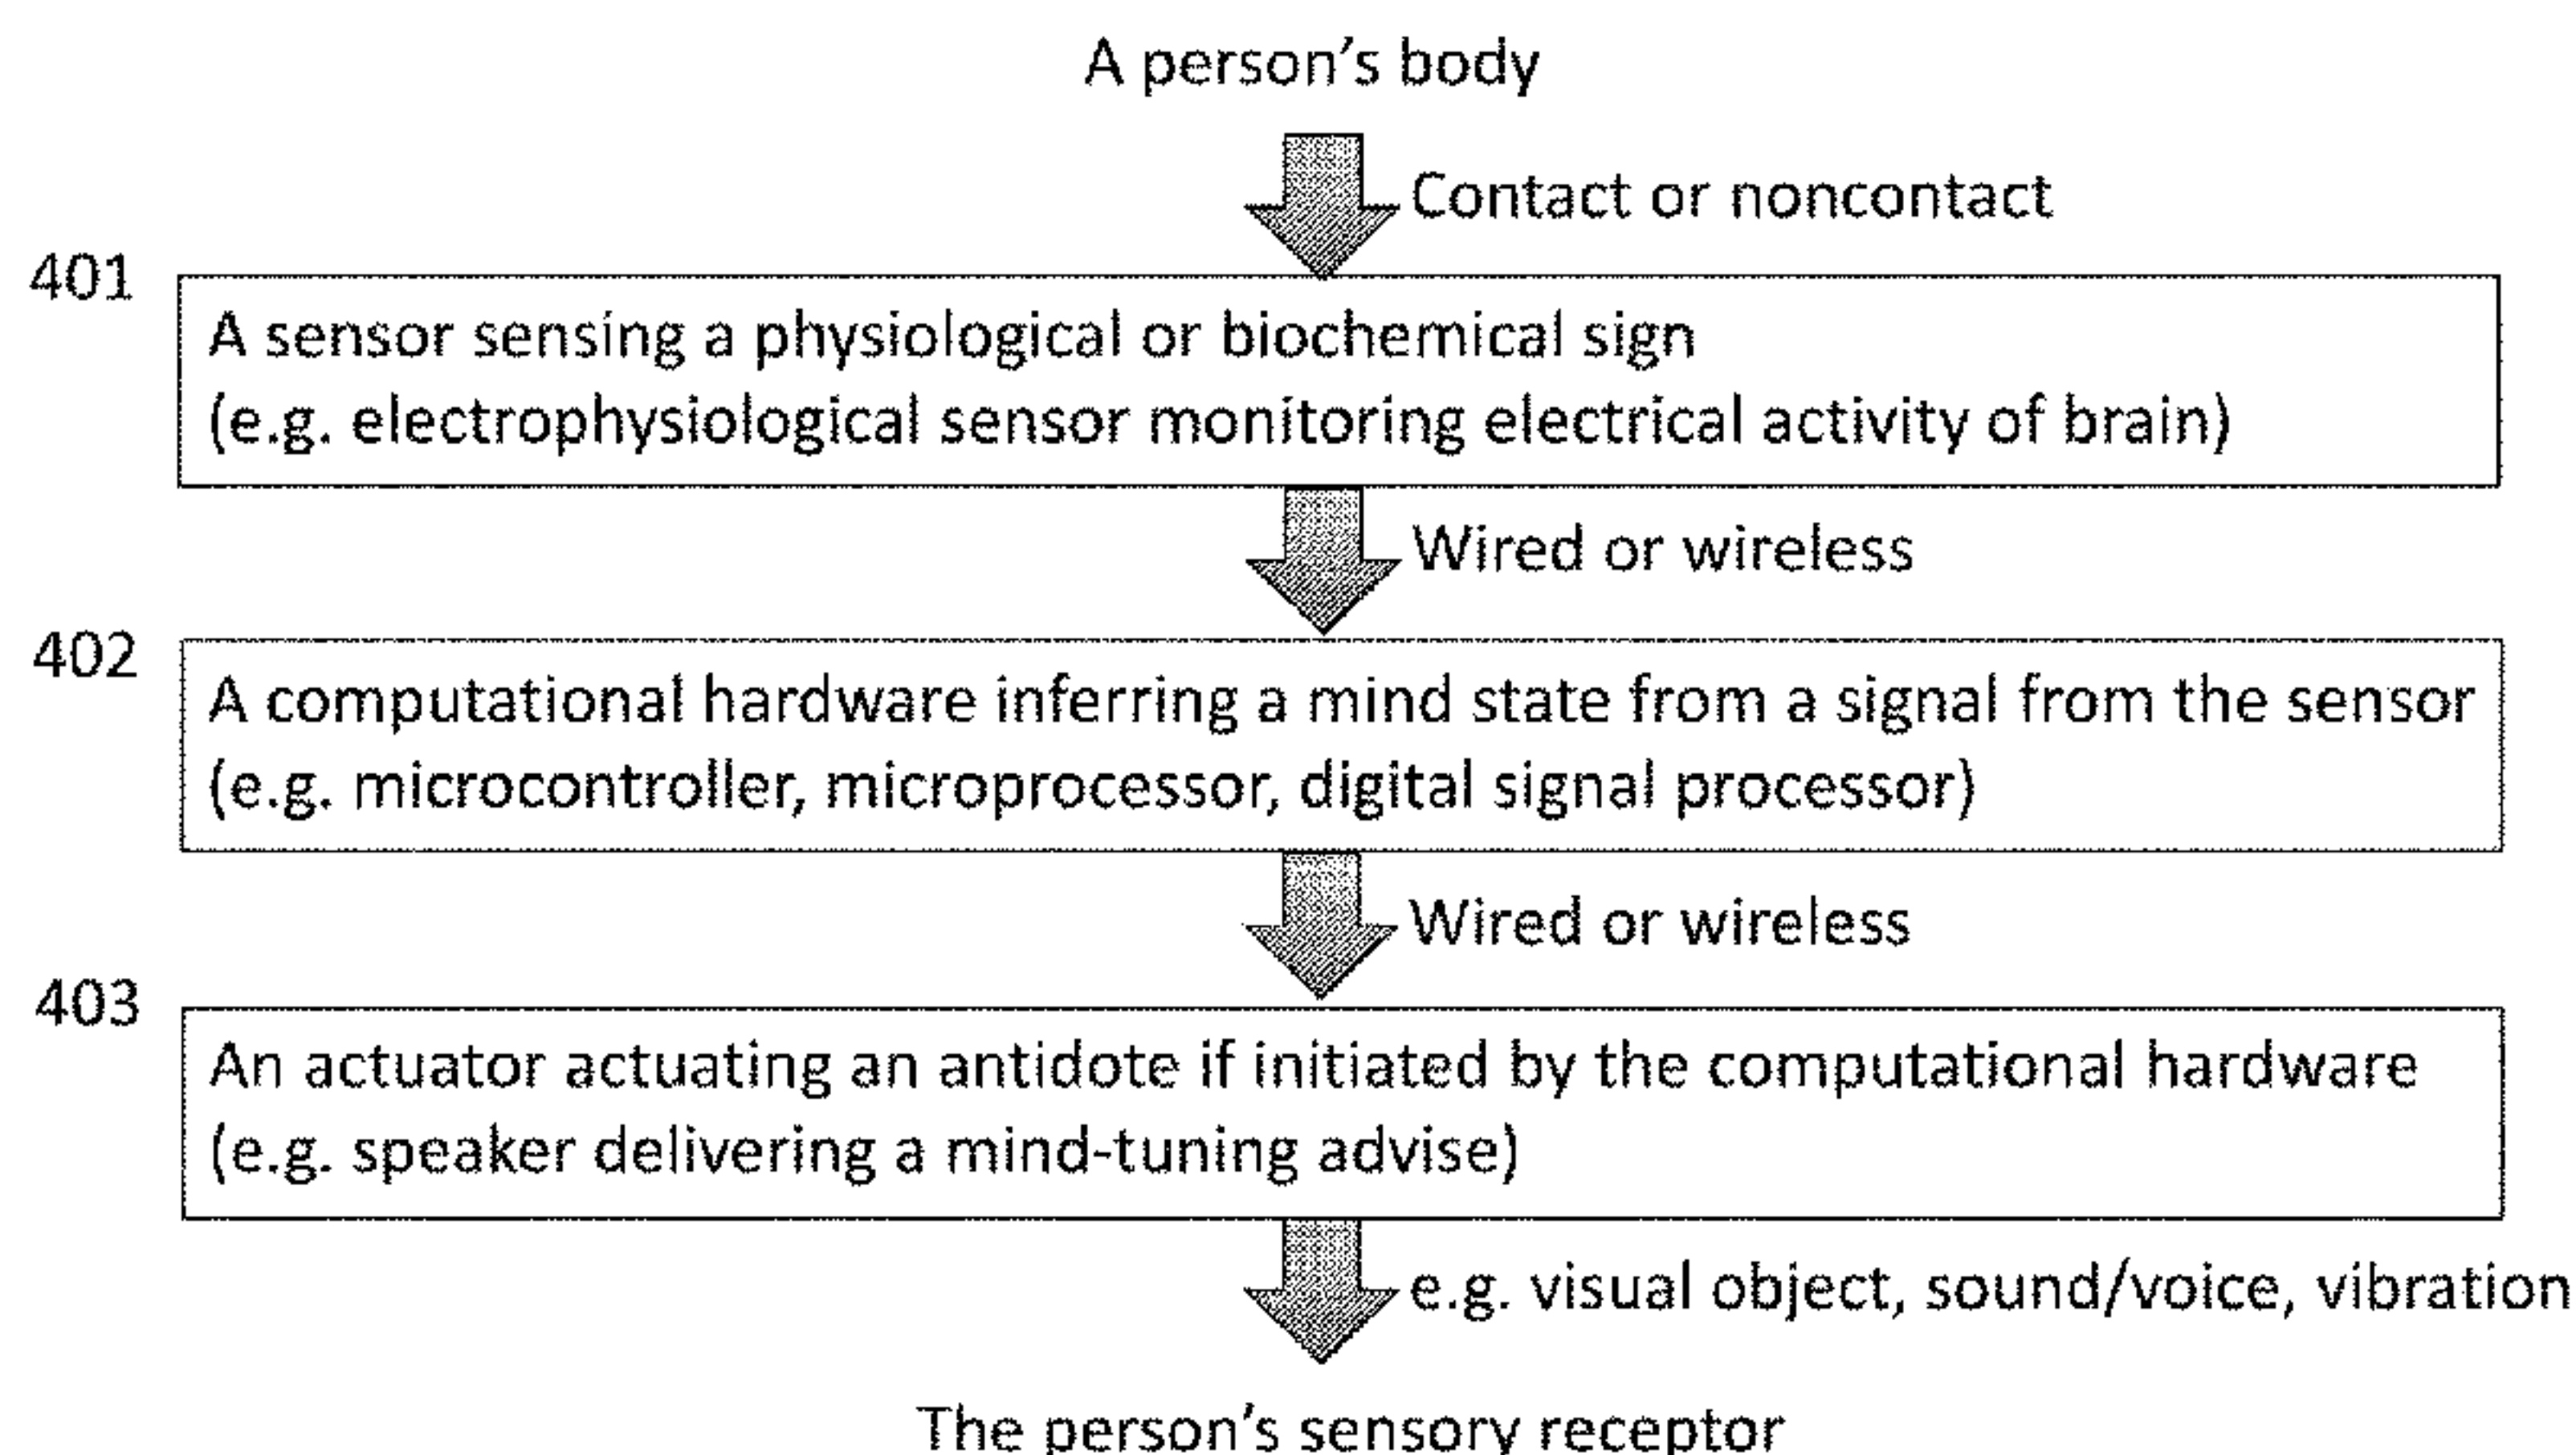 A person's body
Contact or noncontact
401
A sensor sensing a physiological or biochemical sign
(e.g. electrophysiological sensor monitoring electrical activity of brain)
Wired or wireless
402
A computational hardware inferring a mind state from a signal from the sensor
(e.g. microcontroller, microprocessor, digital signal processor)
Wired or wireless
403
An actuator actuating an antidote if initiated by the computational hardware
(e.g. speaker delivering a mind-tuning advise)
e.g. visual object, sound/voice, vibration
The person's sensory receptor